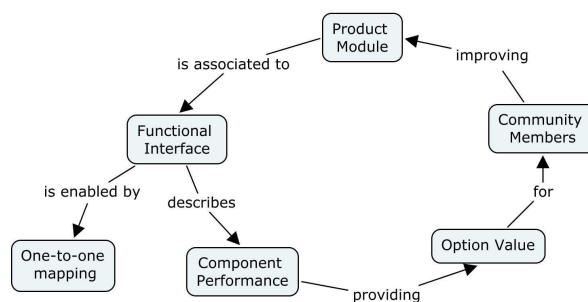 Product
Module
is associated to
improving
Functional
Interface
Community
Members
is enabled by
describes
for
One-to-one
mapping
Component
Performance
Option Value
providing